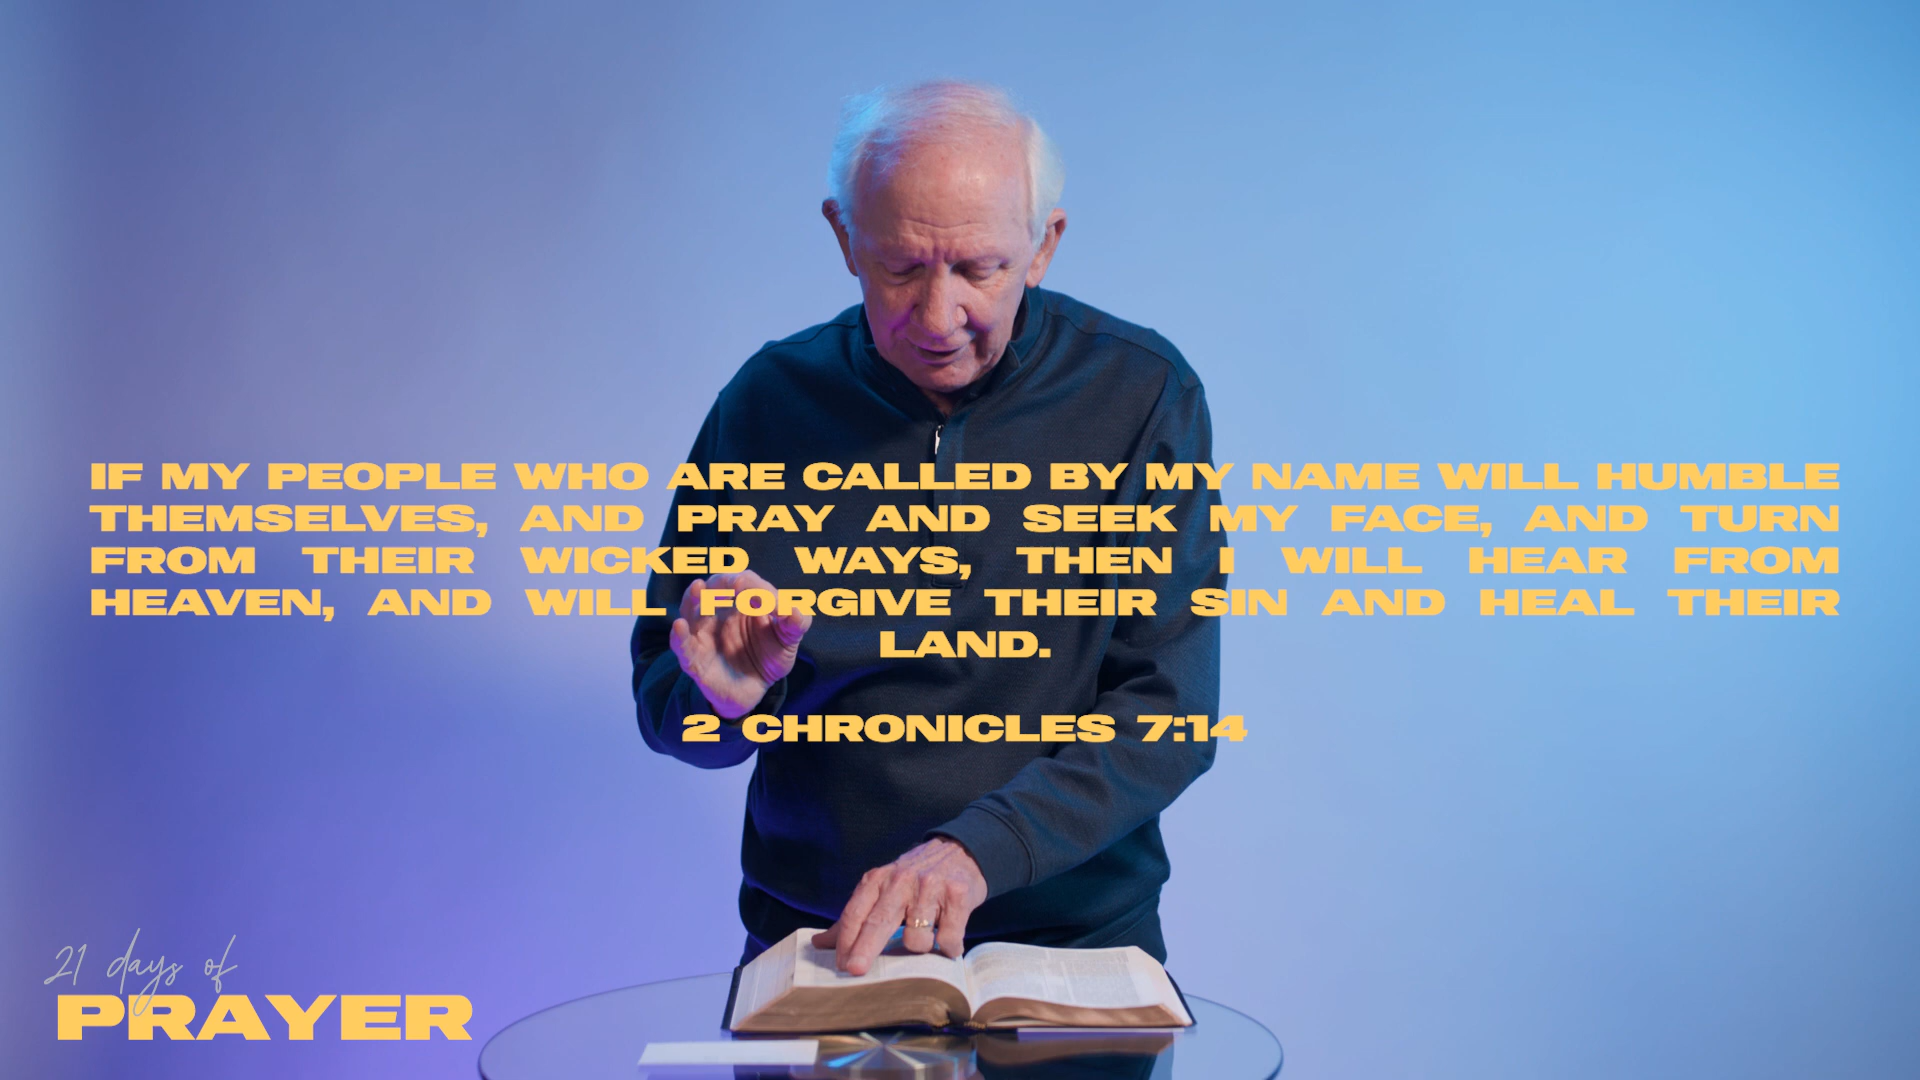 IF MY PEOPLE WHO ARE CALLED BY MY NAME WILL HUMBLE
THEMSELVES, AND PRAY AND SEEK MY FACE, AND TURN
FROM THEIR WICKED WAYS, THEN I WILL HEAR FROM
HEAVEN, AND WILL FORGIVE THEIR SIN AND HEAL THEIR
LAND.
2 CHRONICLES 7:14
21 days of
PRAYER